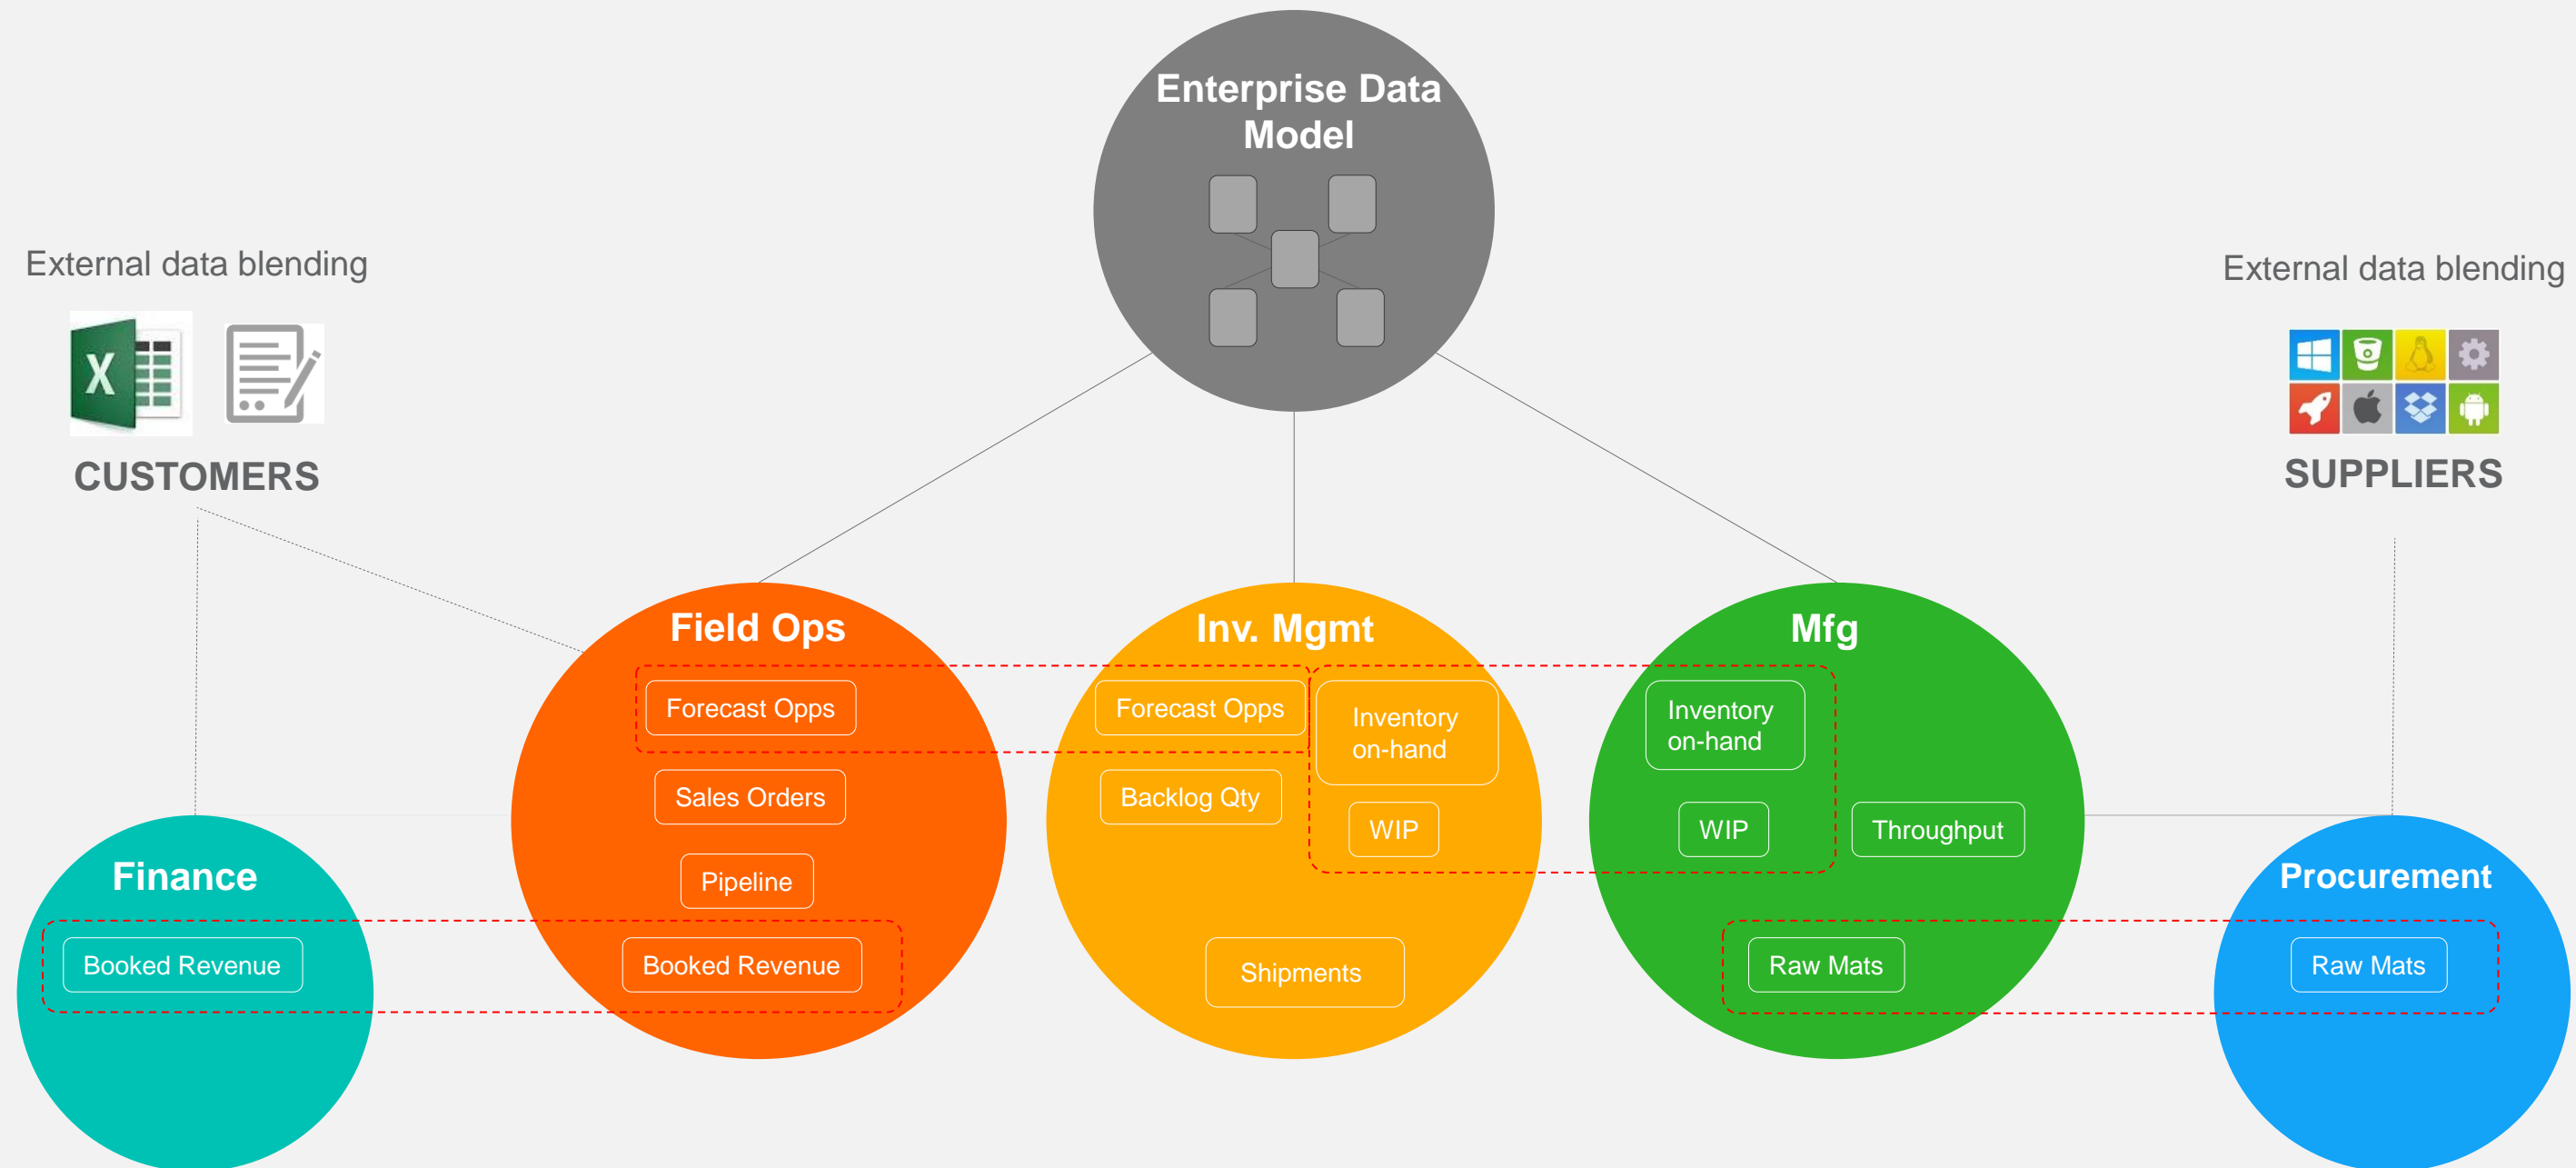 Enterprise Data
Model
External data blending
X
CUSTOMERS
External data blending
SUPPLIERS
Field Ops
Forecast Opps
Sales Orders
Pipeline
Booked Revenue
Inv. Mgmt
Forecast Opps
Inventory
on-hand
Backlog Qty
WIP
Shipments
Mfg
Inventory
on-hand
WIP
Throughput
Raw Mats
Finance
Booked Revenue
Procurement
Raw Mats